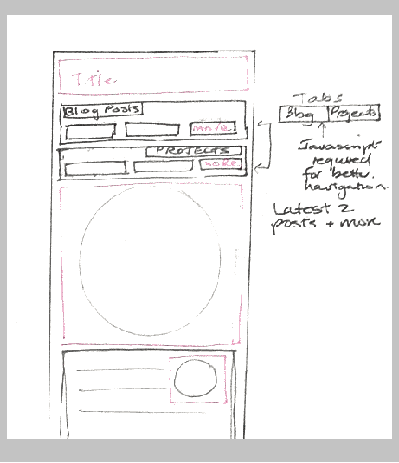 Title
Blog Posts
more
PROJECTS
MORE
Tabs
Blog Projects
Javascript
required
for better
navigation.
Latest 2
posts + more